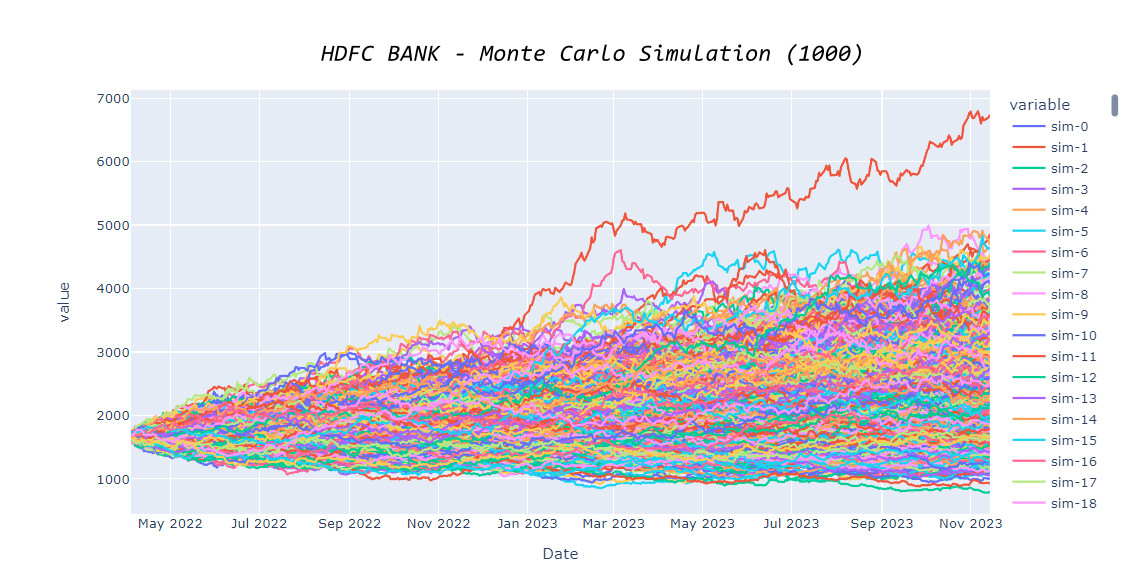 HDFC BANK - Monte Carlo Simulation (1000)
7000
6000
5000
4000
3000
2000
1000
value
May 2022
Jul 2022
Sep 2022
Nov 2022
Jan 2023
Mar 2023
May 2023
Jul 2023
Sep 2023
Nov 2023
Date
variable
sim-0
sim-1
sim-2
sim-3
sim-4
sim-5
sim-6
sim-7
sim-8
sim-9
sim-10
sim-11
sim-12
sim-13
sim-14
sim-15
sim-16
sim-17
sim-18